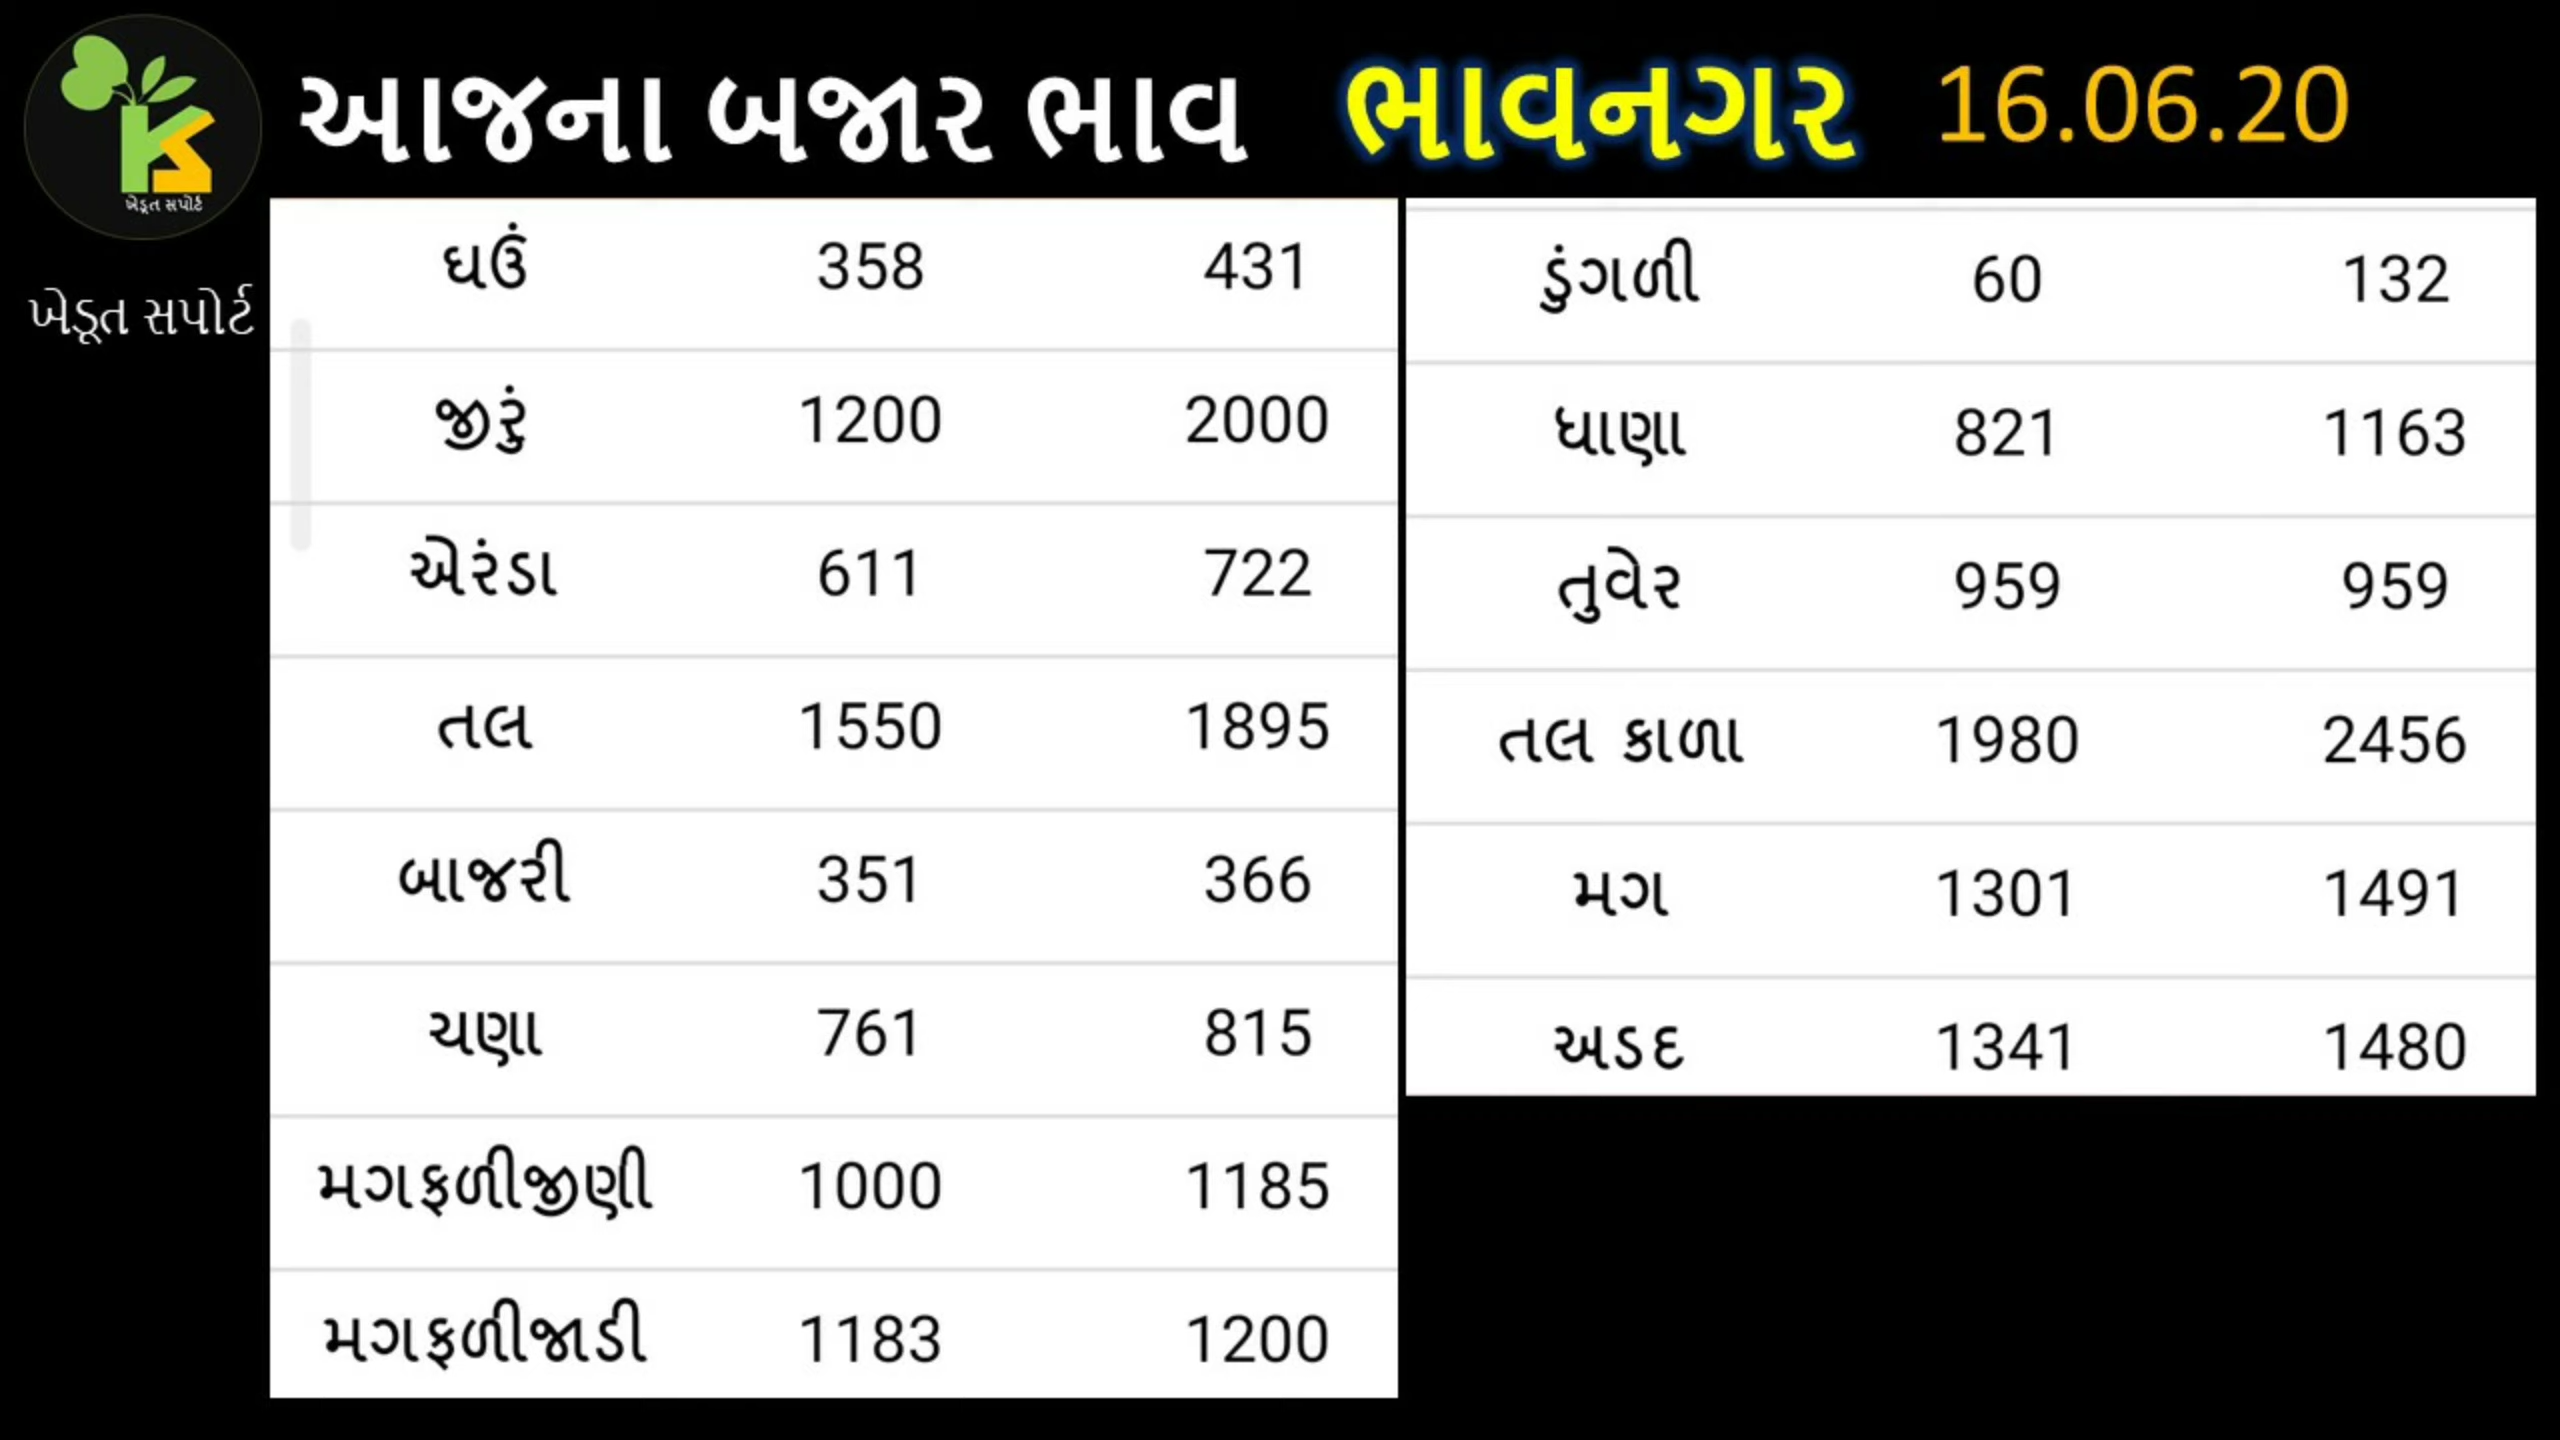 આજના બજાર ભાવ ભાવનગર 16.06.20
ખેડૂત સપોર્ટ
ખેડૂત સપોર્ટ
ઘઉં 358 431
જીરું 1200 2000
એરંડા 611 722
તલ 1550 1895
બાજરી 351 366
ચણા 761 815
મગફળીજીણી 1000 1185
મગફળીજાડી 1183 1200
ડુંગળી 60 132
ધાણા 821 1163
તુવેર 959 959
તલ કાળા 1980 2456
મગ 1301 1491
અડદ 1341 1480